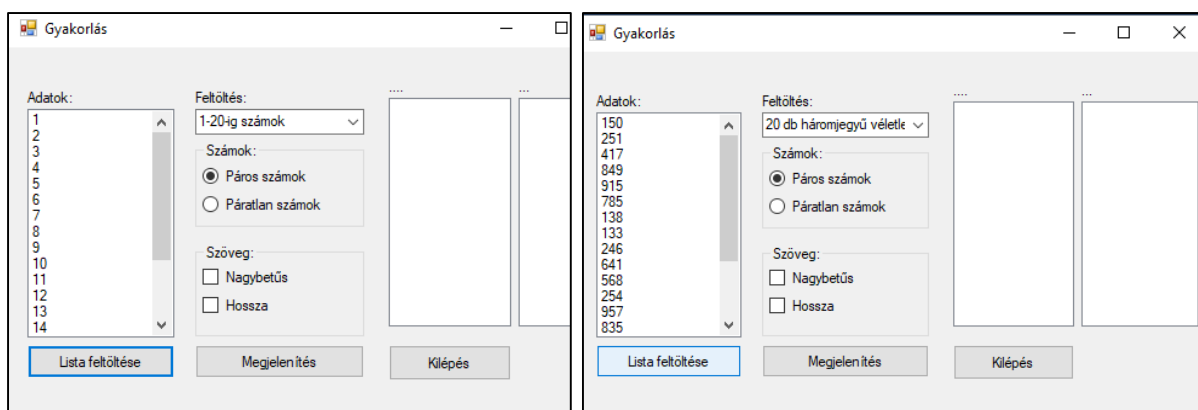 Gyakorlás
Adatok:
1
2
3
4
5
6
7
8
9
10
11
12
13
14
Feltöltés:
1-20-ig számok
Számok:
Páros számok
Páratlan számok
Szöveg:
Nagybetűs
Hossza
....
...
Lista feltöltése
Megjelenítés
Kilépés
Gyakorlás
Adatok:
150
251
417
849
915
785
138
133
246
641
568
254
957
835
Feltöltés:
20 db háromjegyű véletle
Számok:
Páros számok
Páratlan számok
Szöveg:
Nagybetűs
Hossza
....
...
Lista feltöltése
Megjelenítés
Kilépés